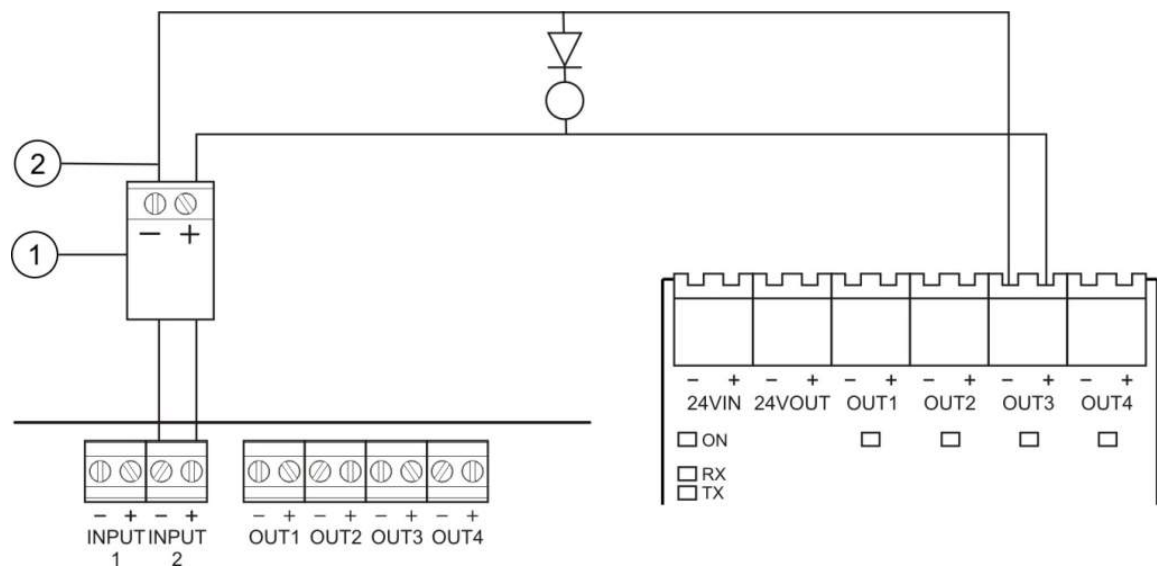 2
1
− +
− + − + − + − + − + − +
24VIN 24VOUT OUT1 OUT2 OUT3 OUT4
ON
RX
TX
− + − + − + − + − + − +
INPUT INPUT OUT1 OUT2 OUT3 OUT4
1 2